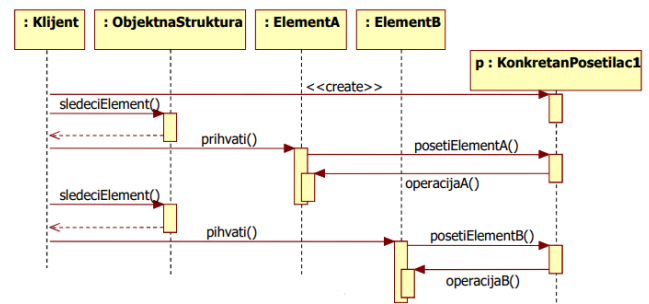 : Klijent
: ObjektnaStruktura
: ElementA
: ElementB
p : KonkretanPosetilac1
<<create>>
sledeciElement()
prihvati()
posetiElementA()
operacijaA()
sledeciElement()
pihvati()
posetiElementB()
operacijaB()